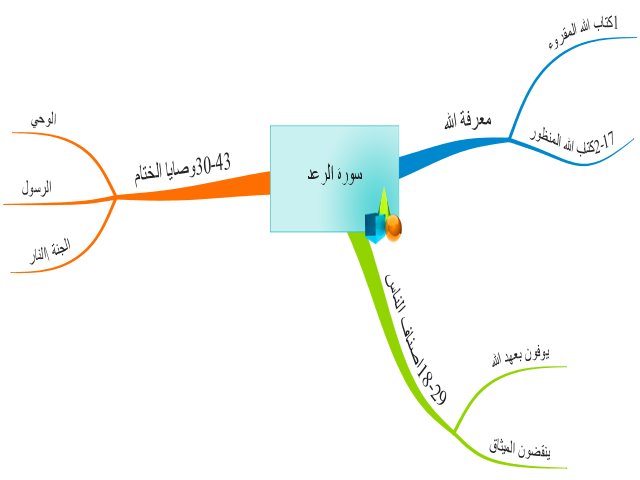 سورة الرعد
معرفة الله
1كتاب الله المقروء
2-17كتاب الله المنظور
18-29اصناف الناس
يوفون بعهد الله
ينقضون الميثاق
30-43وصايا الختام
الوحي
الرسول
الجنة \النار